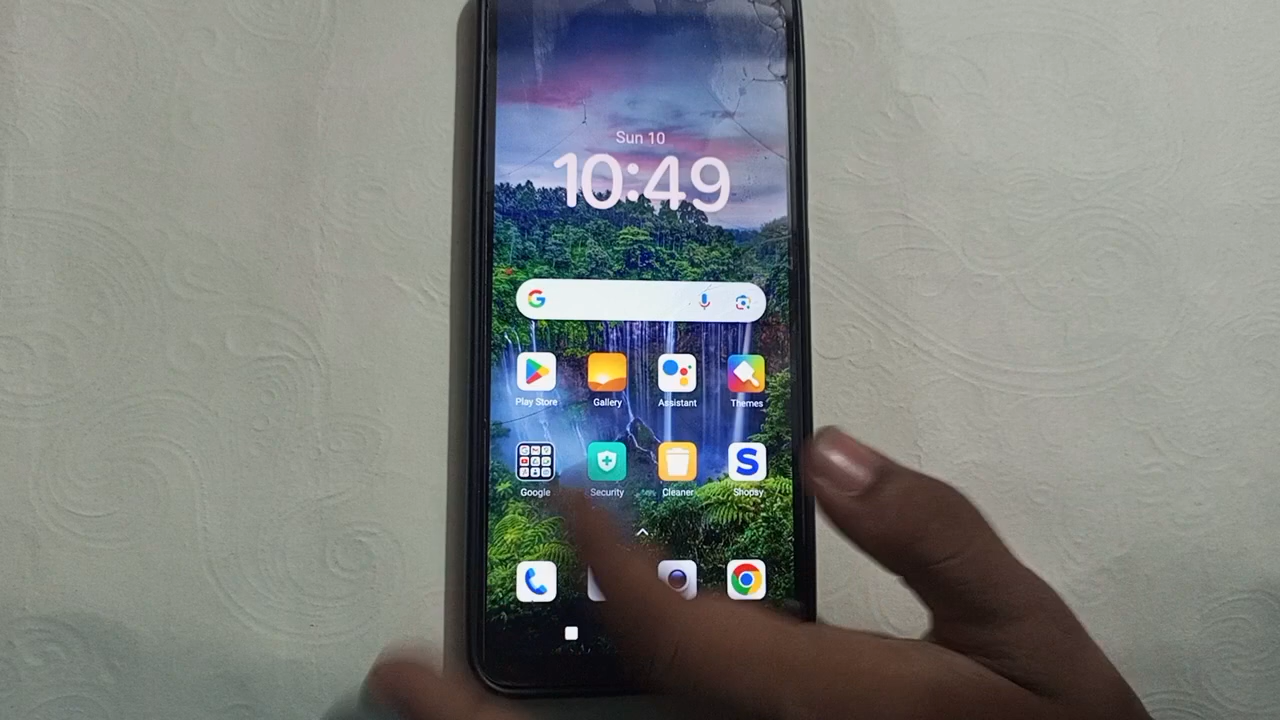 Sun 10
10:49
Play Store
Gallery
Assistant
Themes
Google
Security
Cleaner
Shopsy